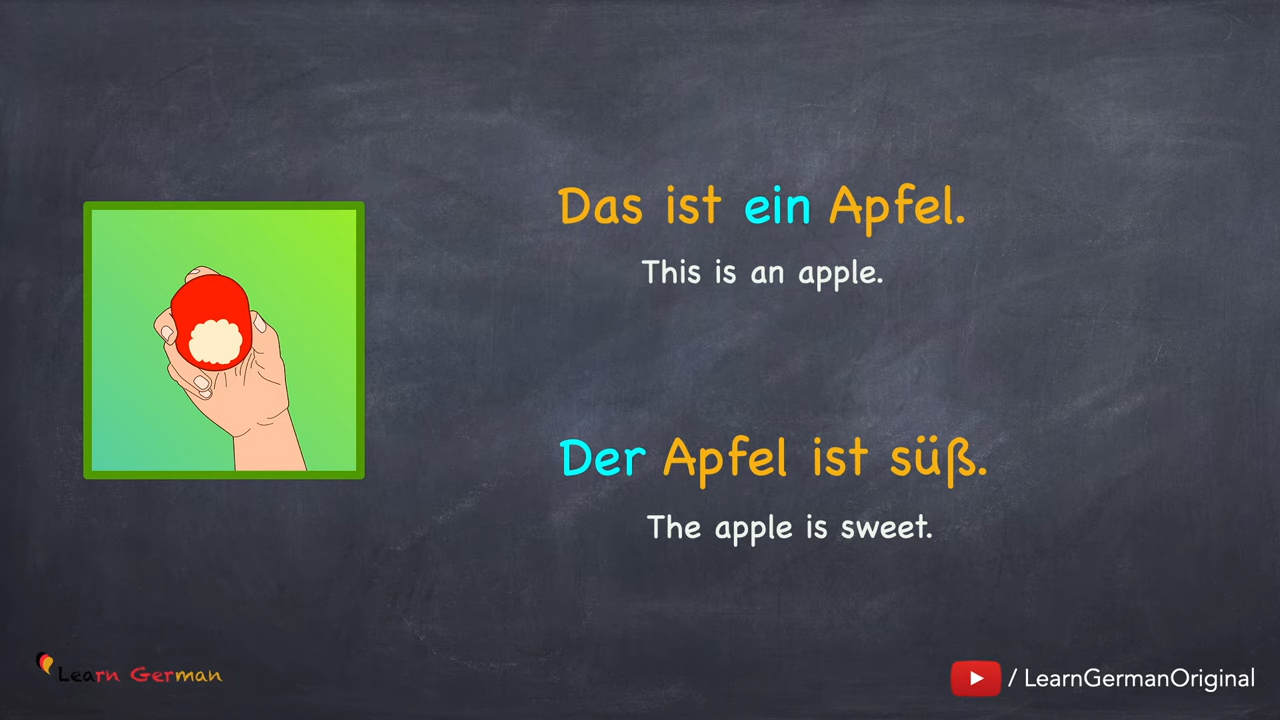 Das ist ein Apfel.
This is an apple.
Der Apfel ist süß.
The apple is sweet.
Learn German
/ LearnGermanOriginal